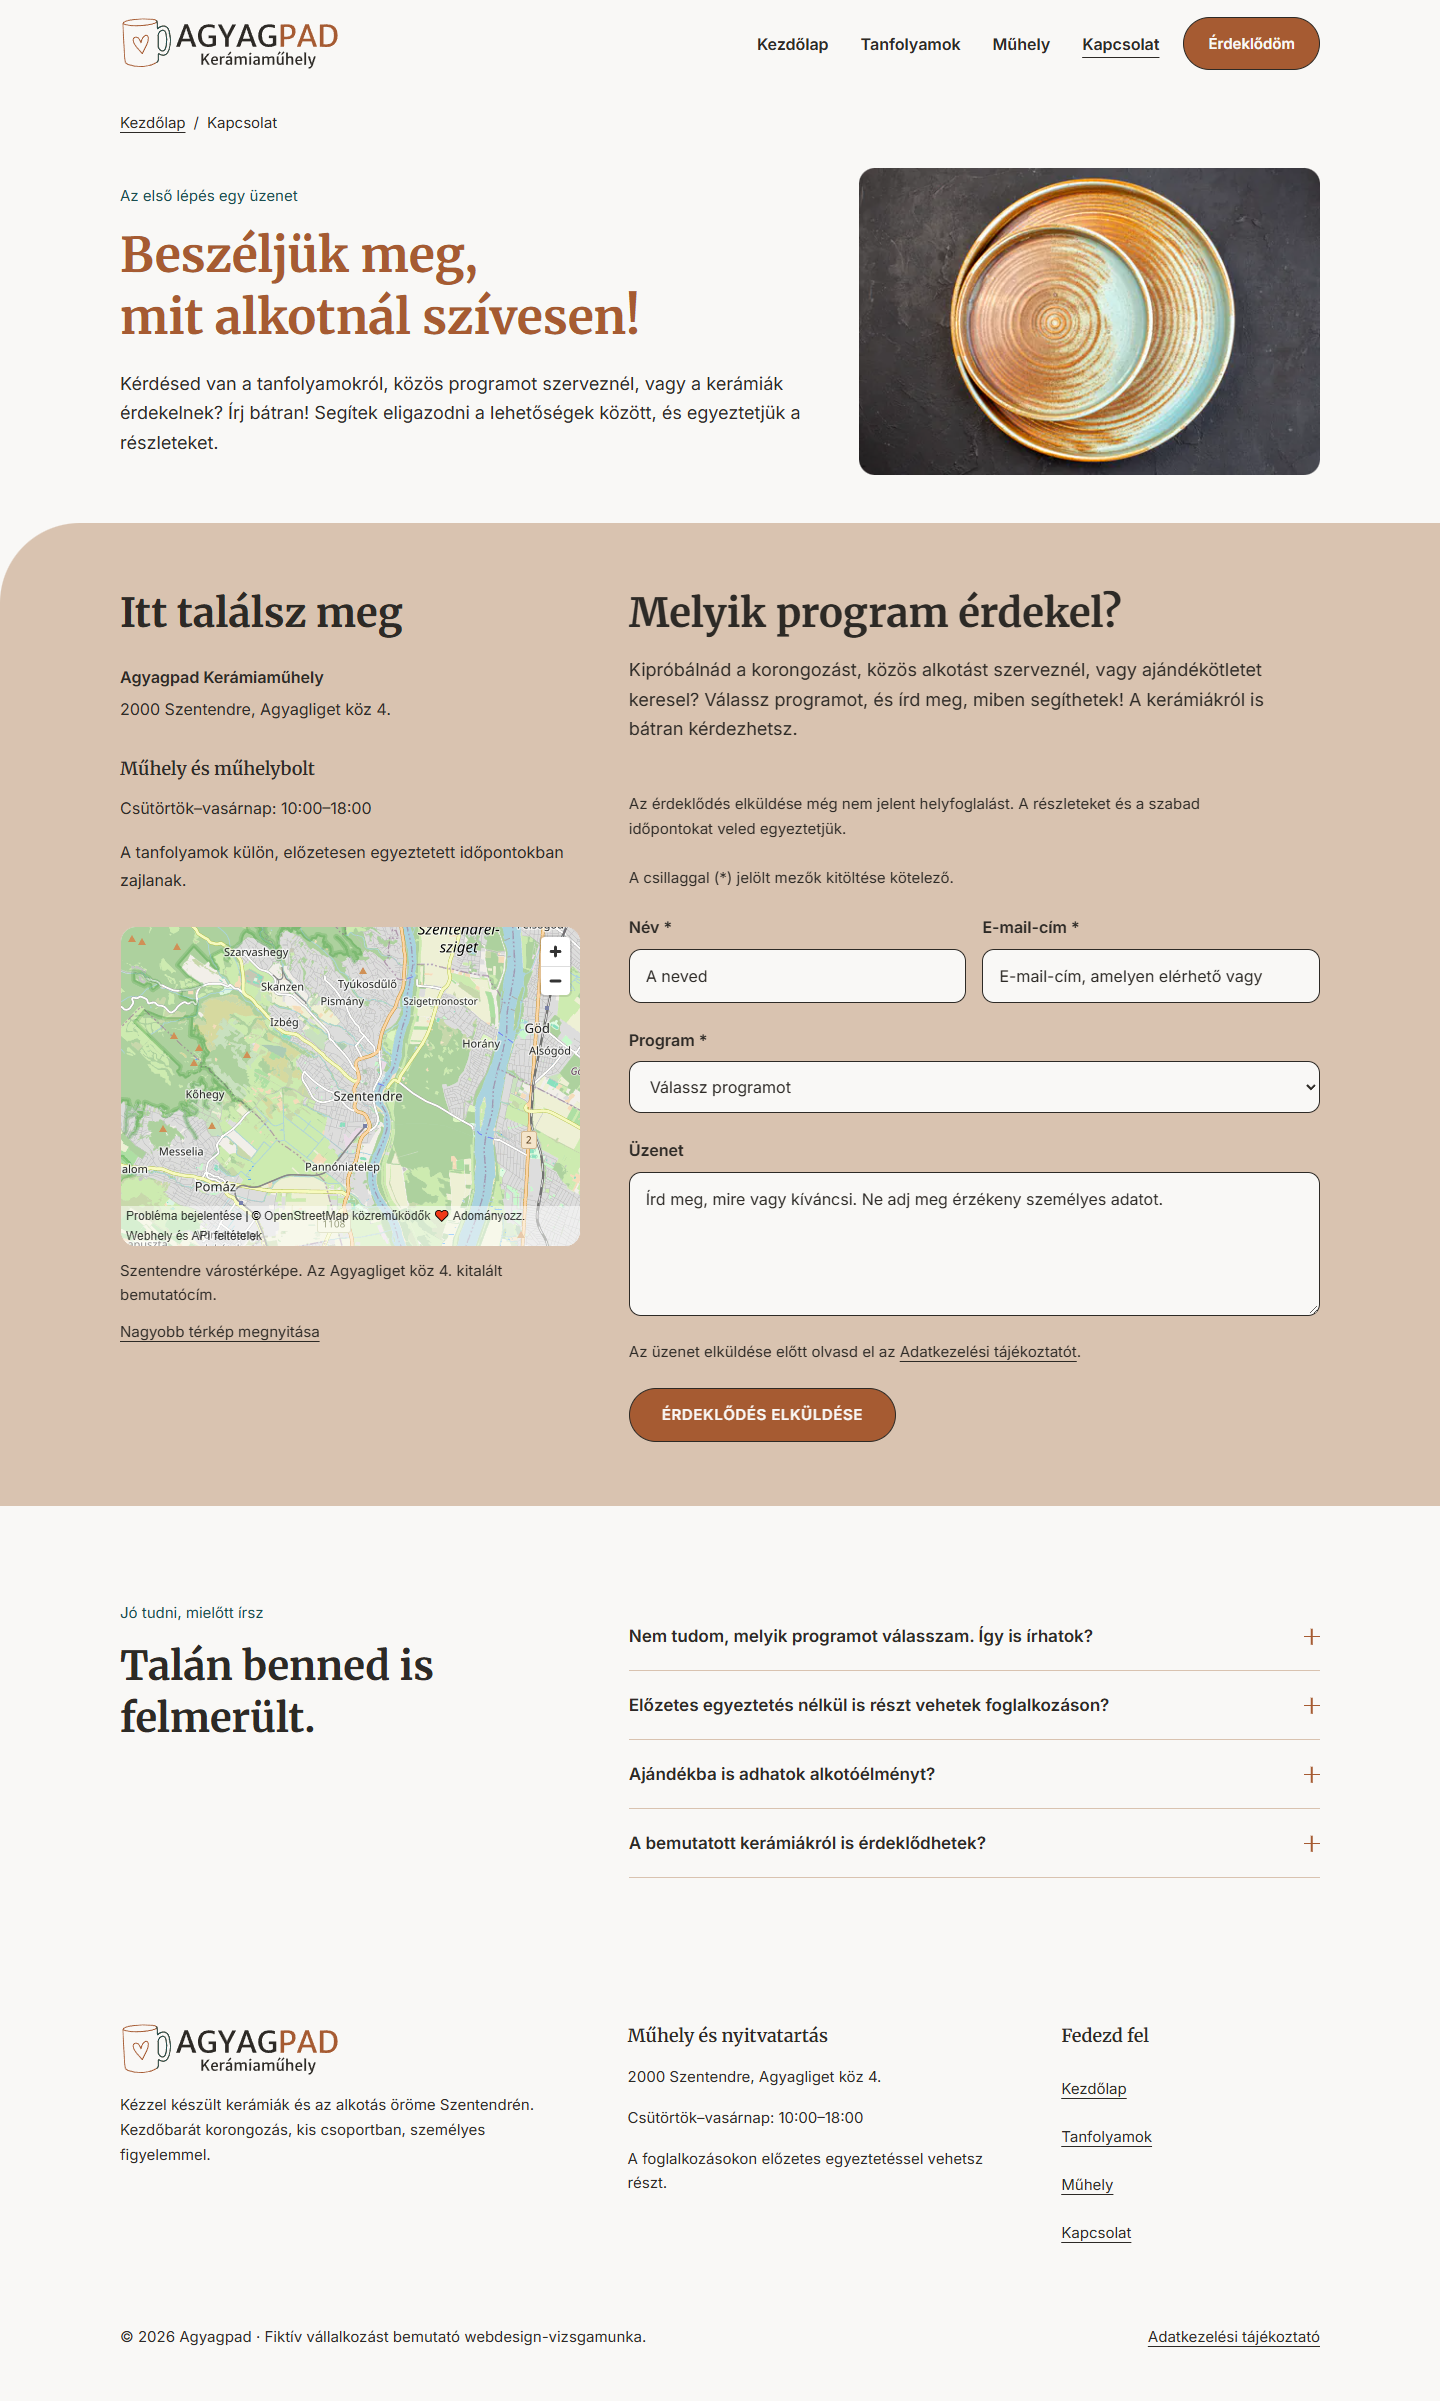 AGYAGPAD
Kerámiaműhely
Kezdőlap
Tanfolyamok
Műhely
Kapcsolat
Érdeklődöm
Kezdőlap / Kapcsolat
Az első lépés egy üzenet
Beszéljük meg,
mit alkotnál szívesen!
Kérdésed van a tanfolyamokról, közös programot szerveznél, vagy a kerámiák
érdekelnek? Írj bátran! Segítek eligazodni a lehetőségek között, és egyeztetjük a
részleteket.
Itt találsz meg
Agyagpad Kerámiaműhely
2000 Szentendre, Agyagliget köz 4.
Műhely és műhelybolt
Csütörtök–vasárnap: 10:00–18:00
A tanfolyamok külön, előzetesen egyeztetett időpontokban
zajlanak.
Szentendrei-
sziget
Szarvashegy
Skanzen
Tyúkosdűlő
Pismány
Szigetmonostor
Izbég
Göd
Horány
Alsógöd
Kőhegy
Szentendre
2
Messelia
Pannóniatelep
alom
Pomáz
1108
Probléma bejelentése | © OpenStreetMap közreműködők ❤ Adományozz.
Webhely és API feltételek
Szentendre várostérképe. Az Agyagliget köz 4. kitalált
bemutatócím.
Nagyobb térkép megnyitása
Melyik program érdekel?
Kipróbálnád a korongozást, közös alkotást szerveznél, vagy ajándékötletet
keresel? Válassz programot, és írd meg, miben segíthetek! A kerámiákról is
bátran kérdezhetsz.
Az érdeklődés elküldése még nem jelent helyfoglalást. A részleteket és a szabad
időpontokat veled egyeztetjük.
A csillaggal (*) jelölt mezők kitöltése kötelező.
Név *
E-mail-cím *
A neved
E-mail-cím, amelyen elérhető vagy
Program *
Válassz programot
Üzenet
Írd meg, mire vagy kíváncsi. Ne adj meg érzékeny személyes adatot.
Az üzenet elküldése előtt olvasd el az Adatkezelési tájékoztatót.
ÉRDEKLŐDÉS ELKÜLDÉSE
Jó tudni, mielőtt írsz
Talán benned is
felmerült.
Nem tudom, melyik programot válasszam. Így is írhatok?
Előzetes egyeztetés nélkül is részt vehetek foglalkozáson?
Ajándékba is adhatok alkotóélményt?
A bemutatott kerámiákról is érdeklődhetek?
AGYAGPAD
Kerámiaműhely
Kézzel készült kerámiák és az alkotás öröme Szentendrén.
Kezdőbarát korongozás, kis csoportban, személyes
figyelemmel.
Műhely és nyitvatartás
2000 Szentendre, Agyagliget köz 4.
Csütörtök–vasárnap: 10:00–18:00
A foglalkozásokon előzetes egyeztetéssel vehetsz
részt.
Fedezd fel
Kezdőlap
Tanfolyamok
Műhely
Kapcsolat
© 2026 Agyagpad · Fiktív vállalkozást bemutató webdesign-vizsgamunka.
Adatkezelési tájékoztató